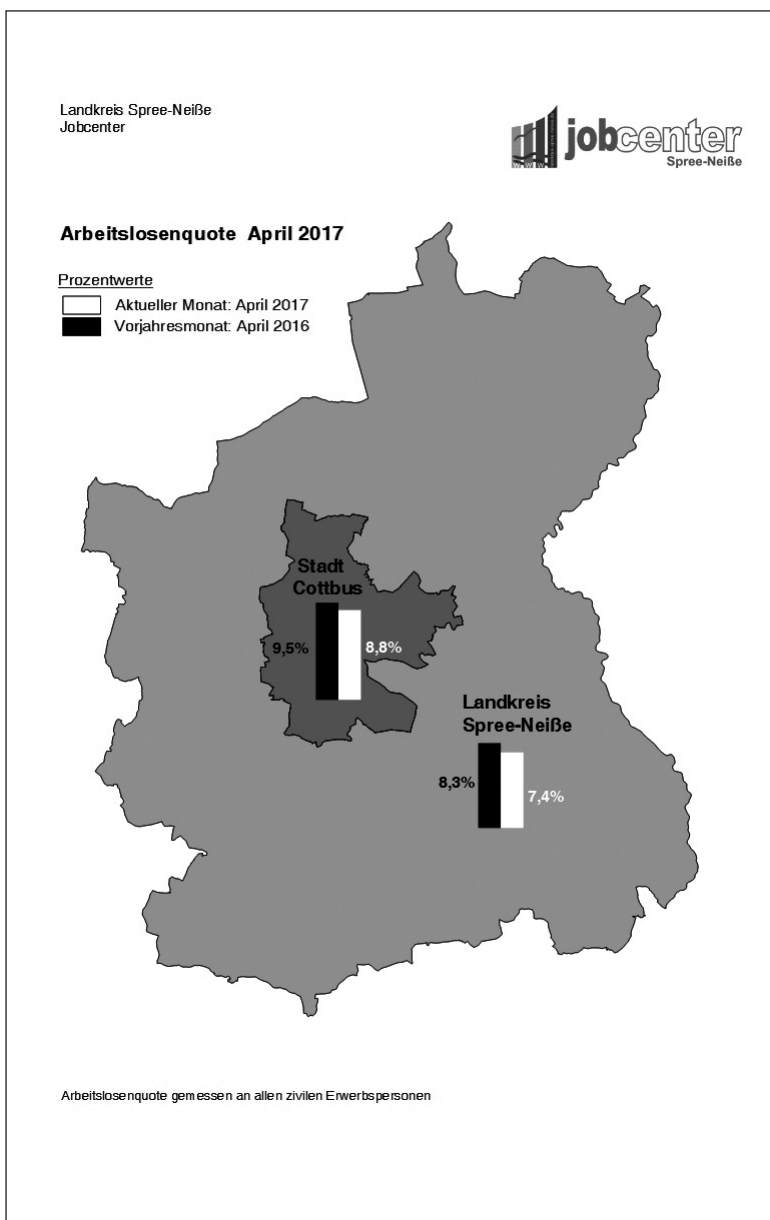 Landkreis Spree-Neiße
Jobcenter
jobcenter
Spree-Neiße
Arbeitslosenquote April 2017
Prozentwerte
Aktueller Monat: April 2017
Vorjahresmonat: April 2016
Stadt
Cottbus
9,5%
8,8%
Landkreis
Spree-Neiße
8,3%
7,4%
Arbeitslosenquote gemessen an allen zivilen Erwerbspersonen